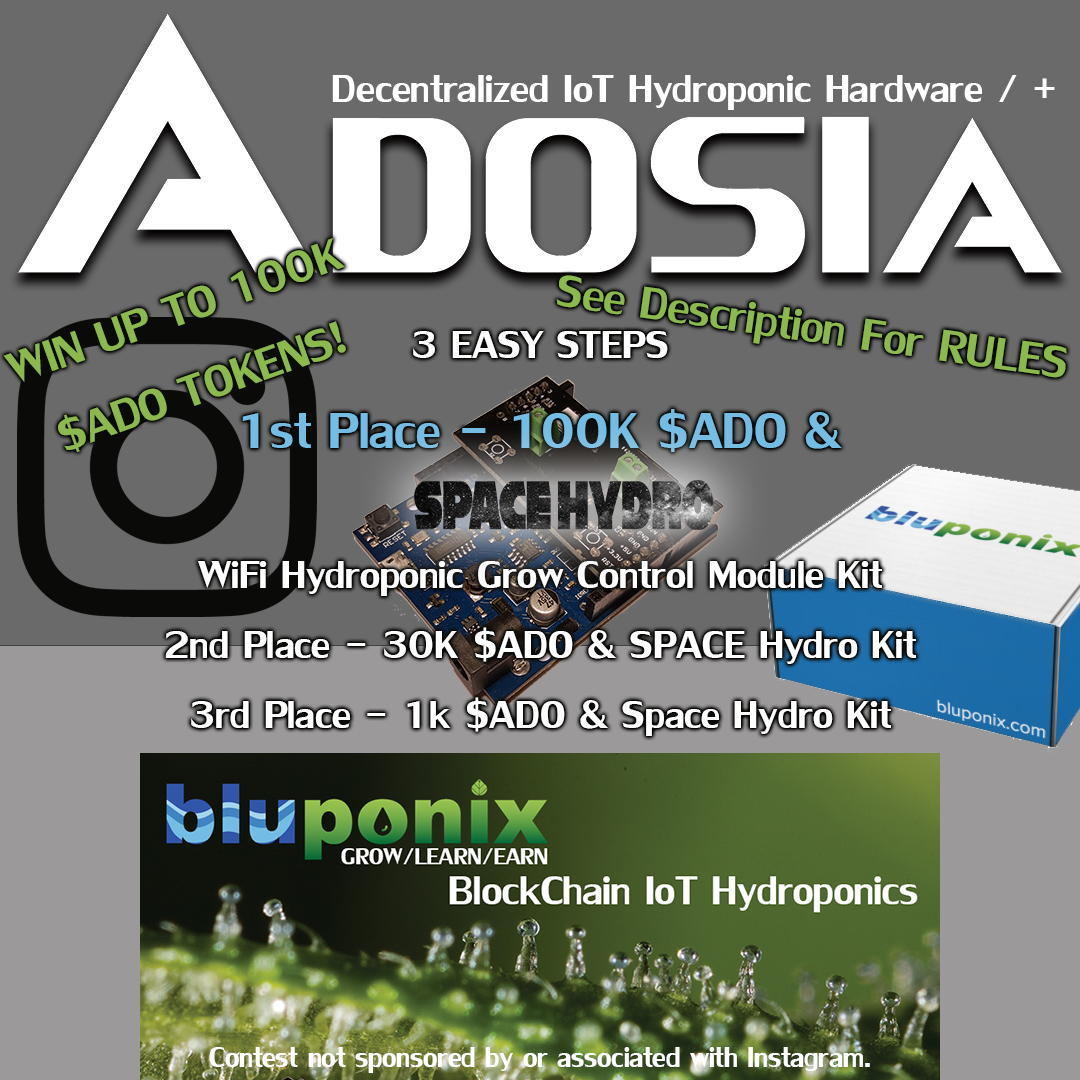 Decentralized IoT Hydroponic Hardware / +
ADOSIA
WIN UP TO 100K
$ADO TOKENS!
See Description For RULES
3 EASY STEPS
1st Place - 100K $ADO &
SPACE HYDRO
RESET
WiFi Hydroponic Grow Control Module Kit
2nd Place - 30K $ADO & SPACE Hydro Kit
3rd Place - 1k $ADO & Space Hydro Kit
bluponix
bluponix.com
bluponix
GROW/LEARN/EARN
BlockChain IoT Hydroponics
Contest not sponsored by or associated with Instagram.